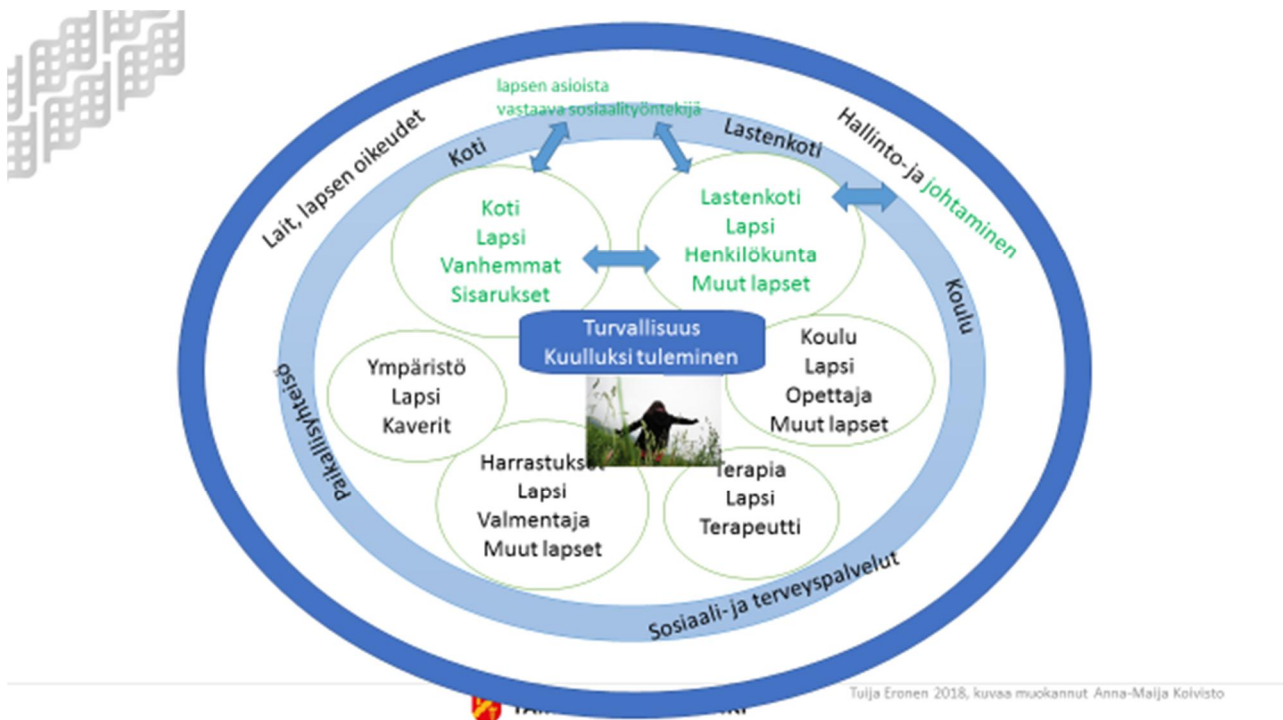 lapsen asioista
vastaava sosiaalityöntekijä
Lait, lapsen oikeudet
Hallinto-ja johtaminen
Koti
Lastenkoti
Koulu
Paikallisyhteisö
Sosiaali- ja terveyspalvelut
Koti
Lapsi
Vanhemmat
Sisarukset
Lastenkoti
Lapsi
Henkilökunta
Muut lapset
Turvallisuus
Kuulluksi tuleminen
Ympäristö
Lapsi
Kaverit
Koulu
Lapsi
Opettaja
Muut lapset
Harrastukset
Lapsi
Valmentaja
Muut lapset
Terapia
Lapsi
Terapeutti
Tuija Eronen 2018, kuvaa muokannut Anna-Maija Koivisto